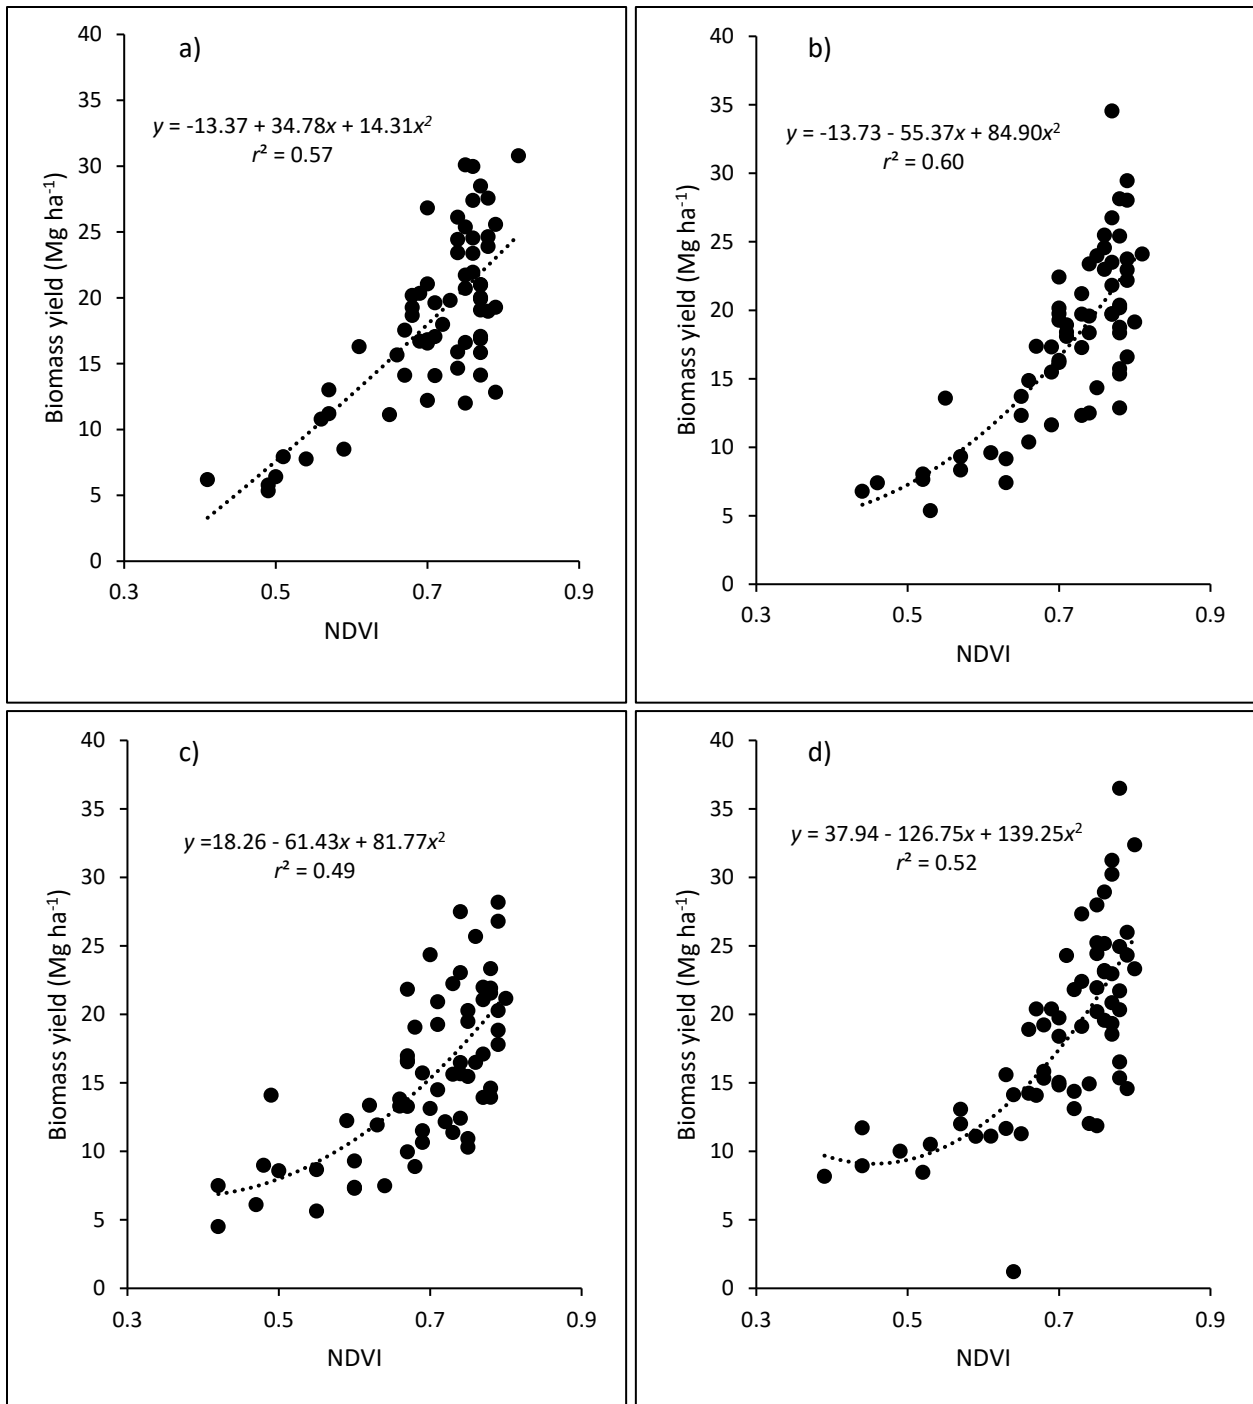 a)
y = -13.37 + 34.78x + 14.31x²
r² = 0.57
Biomass yield (Mg ha⁻¹)
40
35
30
25
20
15
10
5
0
0.3 0.5 0.7 0.9
NDVI
b)
y = -13.73 - 55.37x + 84.90x²
r² = 0.60
Biomass yield (Mg ha⁻¹)
40
35
30
25
20
15
10
5
0
0.3 0.5 0.7 0.9
NDVI
c)
y =18.26 - 61.43x + 81.77x²
r² = 0.49
Biomass yield (Mg ha⁻¹)
40
35
30
25
20
15
10
5
0
0.3 0.5 0.7 0.9
NDVI
d)
y = 37.94 - 126.75x + 139.25x²
r² = 0.52
Biomass yield (Mg ha⁻¹)
40
35
30
25
20
15
10
5
0
0.3 0.5 0.7 0.9
NDVI